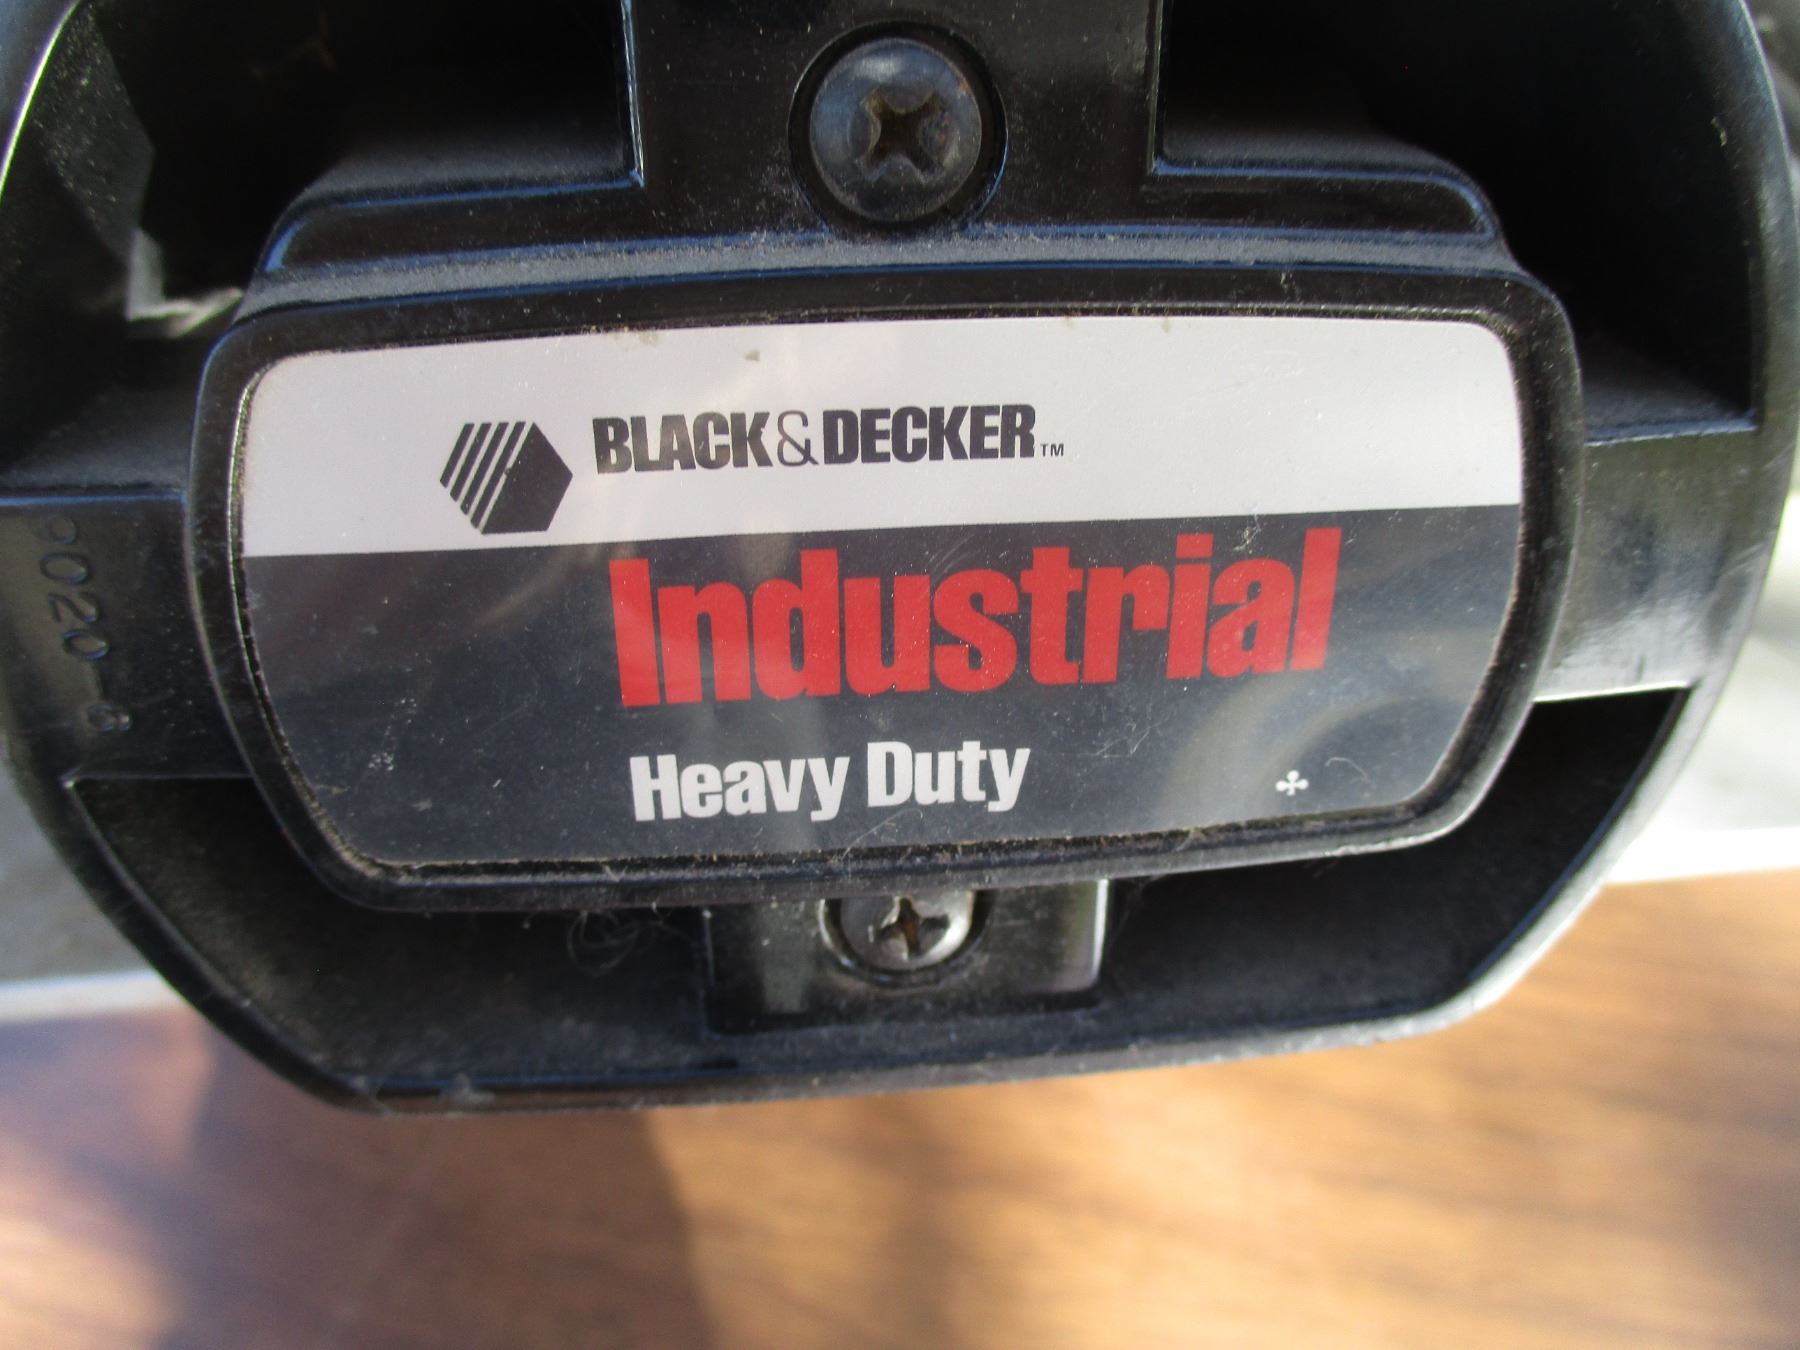 BLACK&DECKER™
Industrial
Heavy Duty